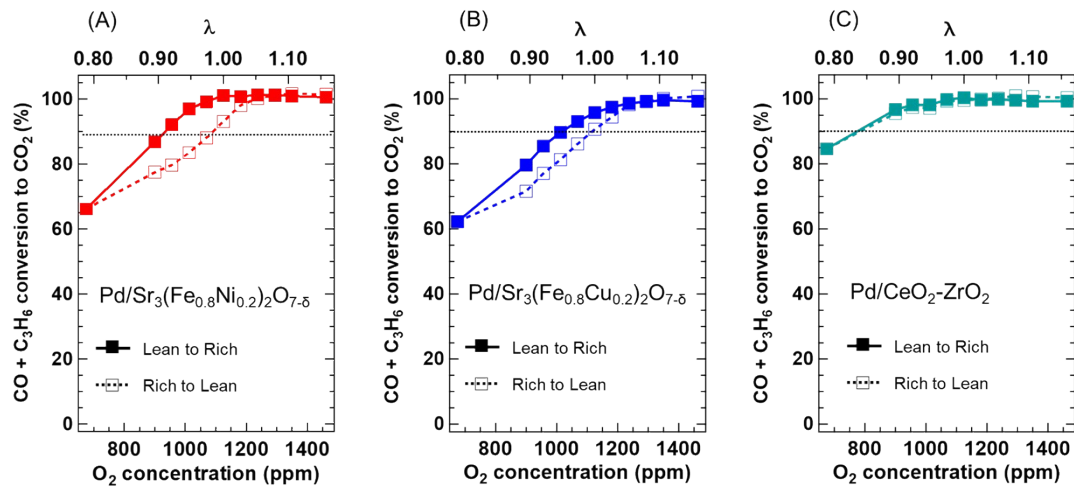 (A)
λ
0.80 0.90 1.00 1.10
CO + C₃H₆ conversion to CO₂ (%)
100
80
60
40
20
0
Pd/Sr₃(Fe₀.₈Ni₀.₂)₂O₇₋δ
Lean to Rich
Rich to Lean
800 1000 1200 1400
O₂ concentration (ppm)
(B)
λ
0.80 0.90 1.00 1.10
CO + C₃H₆ conversion to CO₂ (%)
100
80
60
40
20
0
Pd/Sr₃(Fe₀.₈Cu₀.₂)₂O₇₋δ
Lean to Rich
Rich to Lean
800 1000 1200 1400
O₂ concentration (ppm)
(C)
λ
0.80 0.90 1.00 1.10
CO + C₃H₆ conversion to CO₂ (%)
100
80
60
40
20
0
Pd/CeO₂-ZrO₂
Lean to Rich
Rich to Lean
800 1000 1200 1400
O₂ concentration (ppm)